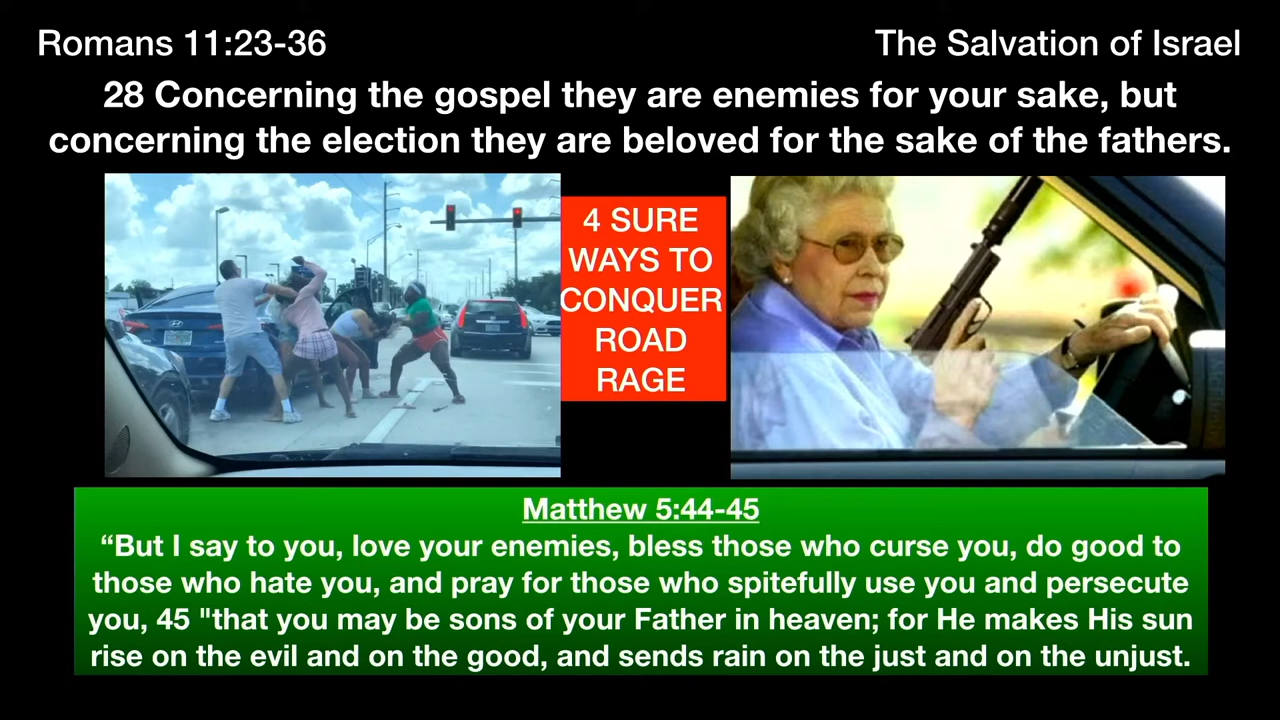 Romans 11:23-36
The Salvation of Israel
28 Concerning the gospel they are enemies for your sake, but
concerning the election they are beloved for the sake of the fathers.
4 SURE
WAYS TO
CONQUER
ROAD
RAGE
Matthew 5:44-45
“But I say to you, love your enemies, bless those who curse you, do good to
those who hate you, and pray for those who spitefully use you and persecute
you, 45 "that you may be sons of your Father in heaven; for He makes His sun
rise on the evil and on the good, and sends rain on the just and on the unjust.